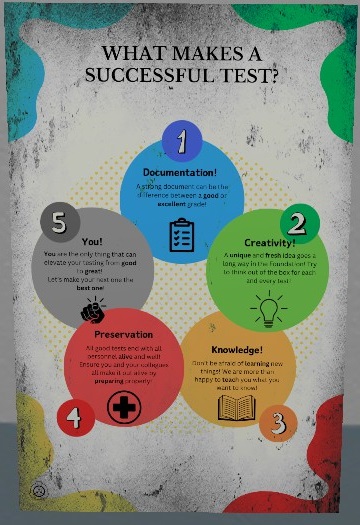 WHAT MAKES A
SUCCESSFUL TEST?
1
Documentation!
A strong document can be the
difference between a good or
excellent grade!
2
Creativity!
A unique and fresh idea goes a
long way in the Foundation! Try
to think out of the box for each
and every test!
3
Knowledge!
Don't be afraid of learning new
things! We are more than
happy to teach you what you
want to know!
4
Preservation
All good tests end with all
personnel alive and well!
Ensure you and your colleagues
all make it out alive by
preparing properly!
5
You!
You are the only thing that can
elevate your testing from good
to great!
Let's make your next one the
best one!